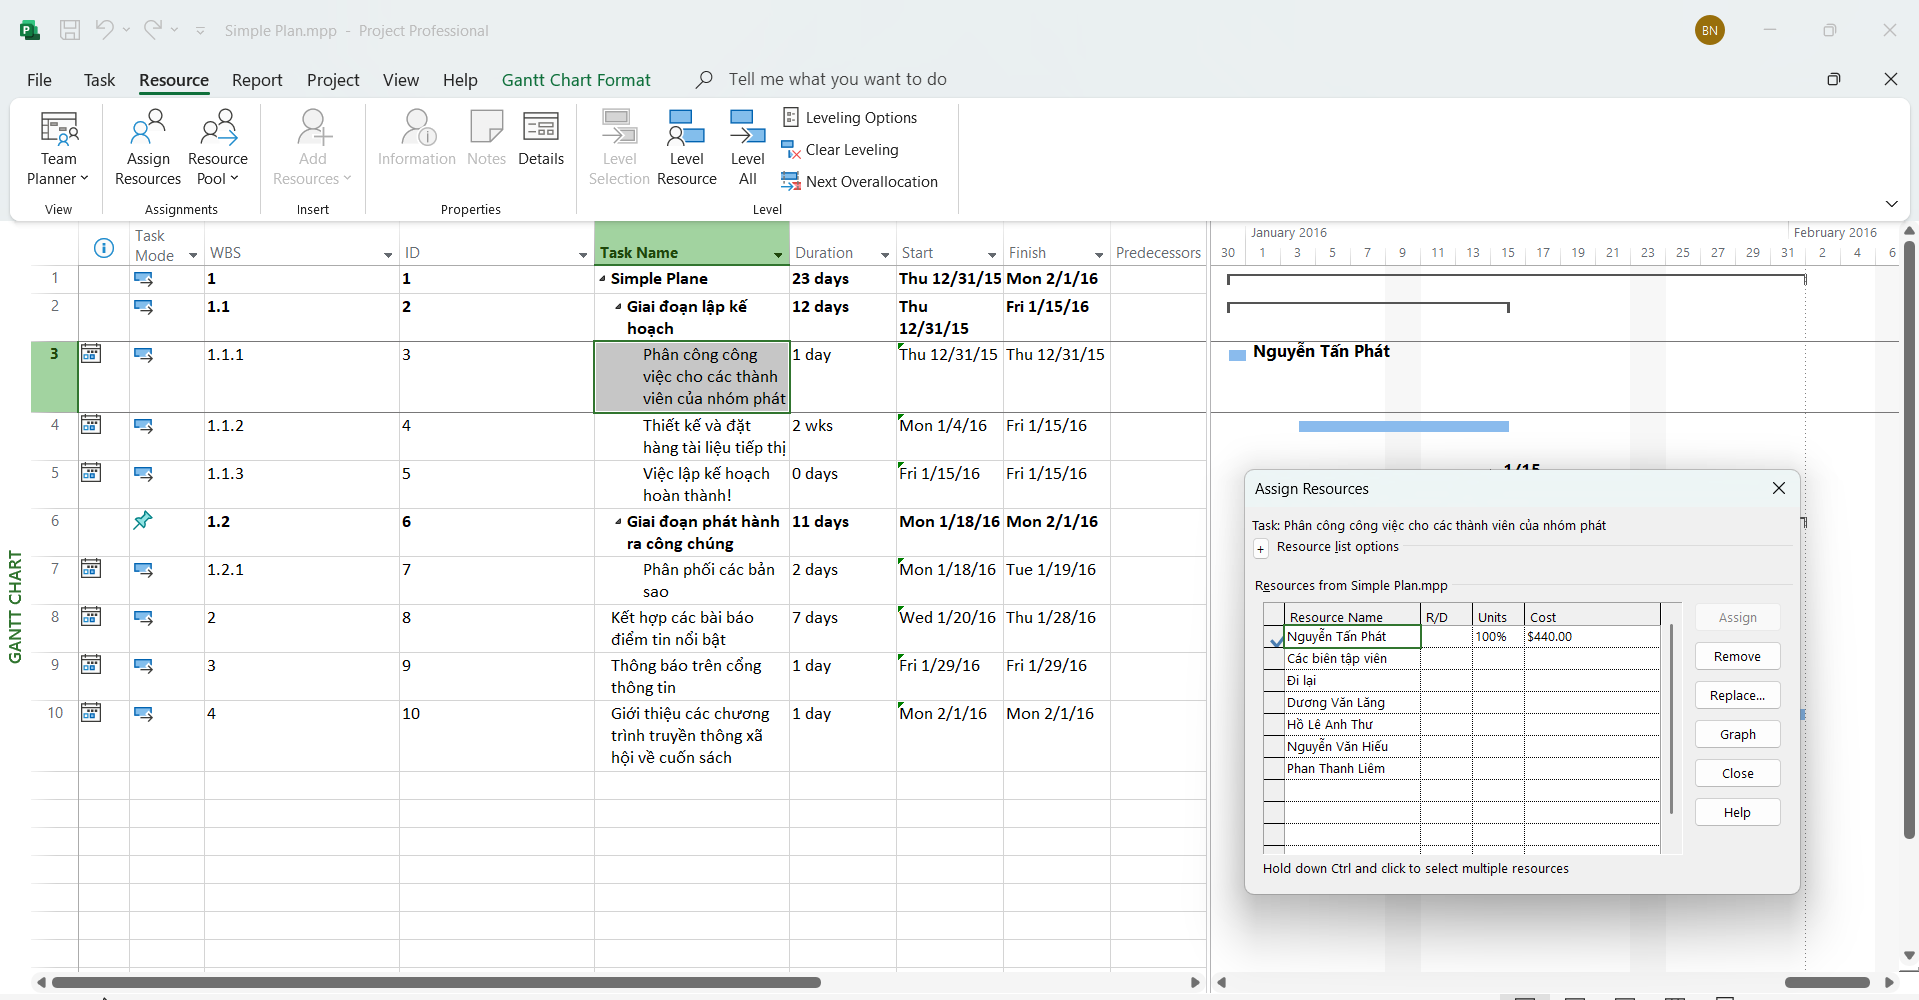 Simple Plan.mpp - Project Professional
BN
File Task Resource Report Project View Help Gantt Chart Format Tell me what you want to do
Team Planner
Assign Resources
Resource Pool
Add Resources
Information
Notes
Details
Level Selection
Level Resource
Level All
Leveling Options
Clear Leveling
Next Overallocation
View
Assignments
Insert
Properties
Level
GANTT CHART
Task Mode WBS ID Task Name Duration Start Finish Predecessors
January 2016 February 2016
30 1 3 5 7 9 11 13 15 17 19 21 23 25 27 29 31 2 4 6
1 1 1 Simple Plane 23 days Thu 12/31/15 Mon 2/1/16
2 1.1 2 Giai đoạn lập kế 12 days Thu Fri 1/15/16
hoạch 12/31/15
3 1.1.1 3 Phân công công 1 day Thu 12/31/15 Thu 12/31/15 Nguyễn Tấn Phát
việc cho các thành
viên của nhóm phát
4 1.1.2 4 Thiết kế và đặt 2 wks Mon 1/4/16 Fri 1/15/16
hàng tài liệu tiếp thị
5 1.1.3 5 Việc lập kế hoạch 0 days Fri 1/15/16 Fri 1/15/16 1/15
hoàn thành!
6 1.2 6 Giai đoạn phát hành 11 days Mon 1/18/16 Mon 2/1/16
ra công chúng
7 1.2.1 7 Phân phối các bản 2 days Mon 1/18/16 Tue 1/19/16
sao
8 2 8 Kết hợp các bài báo 7 days Wed 1/20/16 Thu 1/28/16
điểm tin nổi bật
9 3 9 Thông báo trên cổng 1 day Fri 1/29/16 Fri 1/29/16
thông tin
10 4 10 Giới thiệu các chương 1 day Mon 2/1/16 Mon 2/1/16
trình truyền thông xã
hội về cuốn sách
Assign Resources
Task: Phân công công việc cho các thành viên của nhóm phát
+ Resource list options
Resources from Simple Plan.mpp
Resource Name R/D Units Cost
Nguyễn Tấn Phát 100% $440.00
Các biên tập viên
Đi lại
Dương Văn Lăng
Hồ Lê Anh Thư
Nguyễn Văn Hiếu
Phan Thanh Liêm
Assign
Remove
Replace...
Graph
Close
Help
Hold down Ctrl and click to select multiple resources